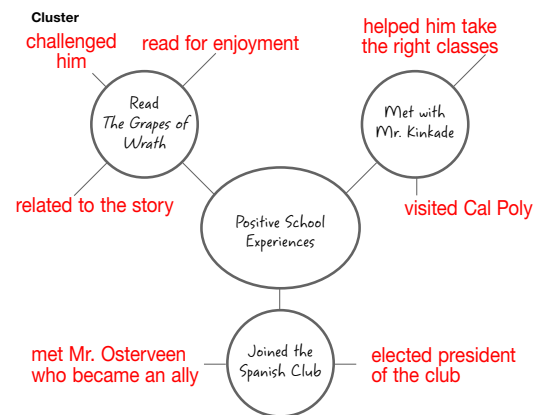 Cluster
challenged
him
read for enjoyment
helped him take
the right classes
Read
The Grapes of
Wrath
Met with
Mr. Kinkade
related to the story
visited Cal Poly
Positive School
Experiences
met Mr. Osterveen
who became an ally
Joined the
Spanish Club
elected president
of the club